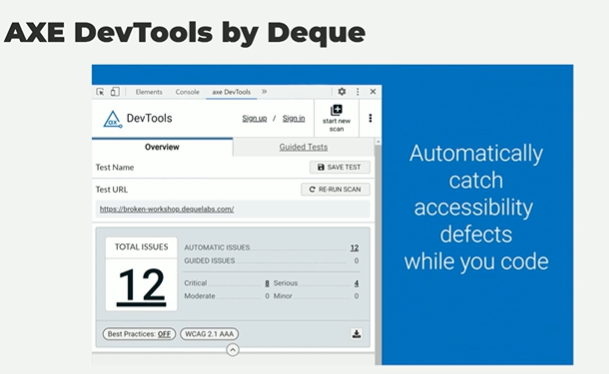 AXE DevTools by Deque
Elements Console axe DevTools »
ax DevTools Sign up / Sign in start new scan
Overview Guided Tests
Test Name SAVE TEST
Test URL RE-RUN SCAN
https://broken-workshop.dequelabs.com/
TOTAL ISSUES
12
AUTOMATIC ISSUES 12
GUIDED ISSUES 0
Critical 8 Serious 4
Moderate 0 Minor 0
Best Practices: OFF WCAG 2.1 AAA
Automatically
catch
accessibility
defects
while you code